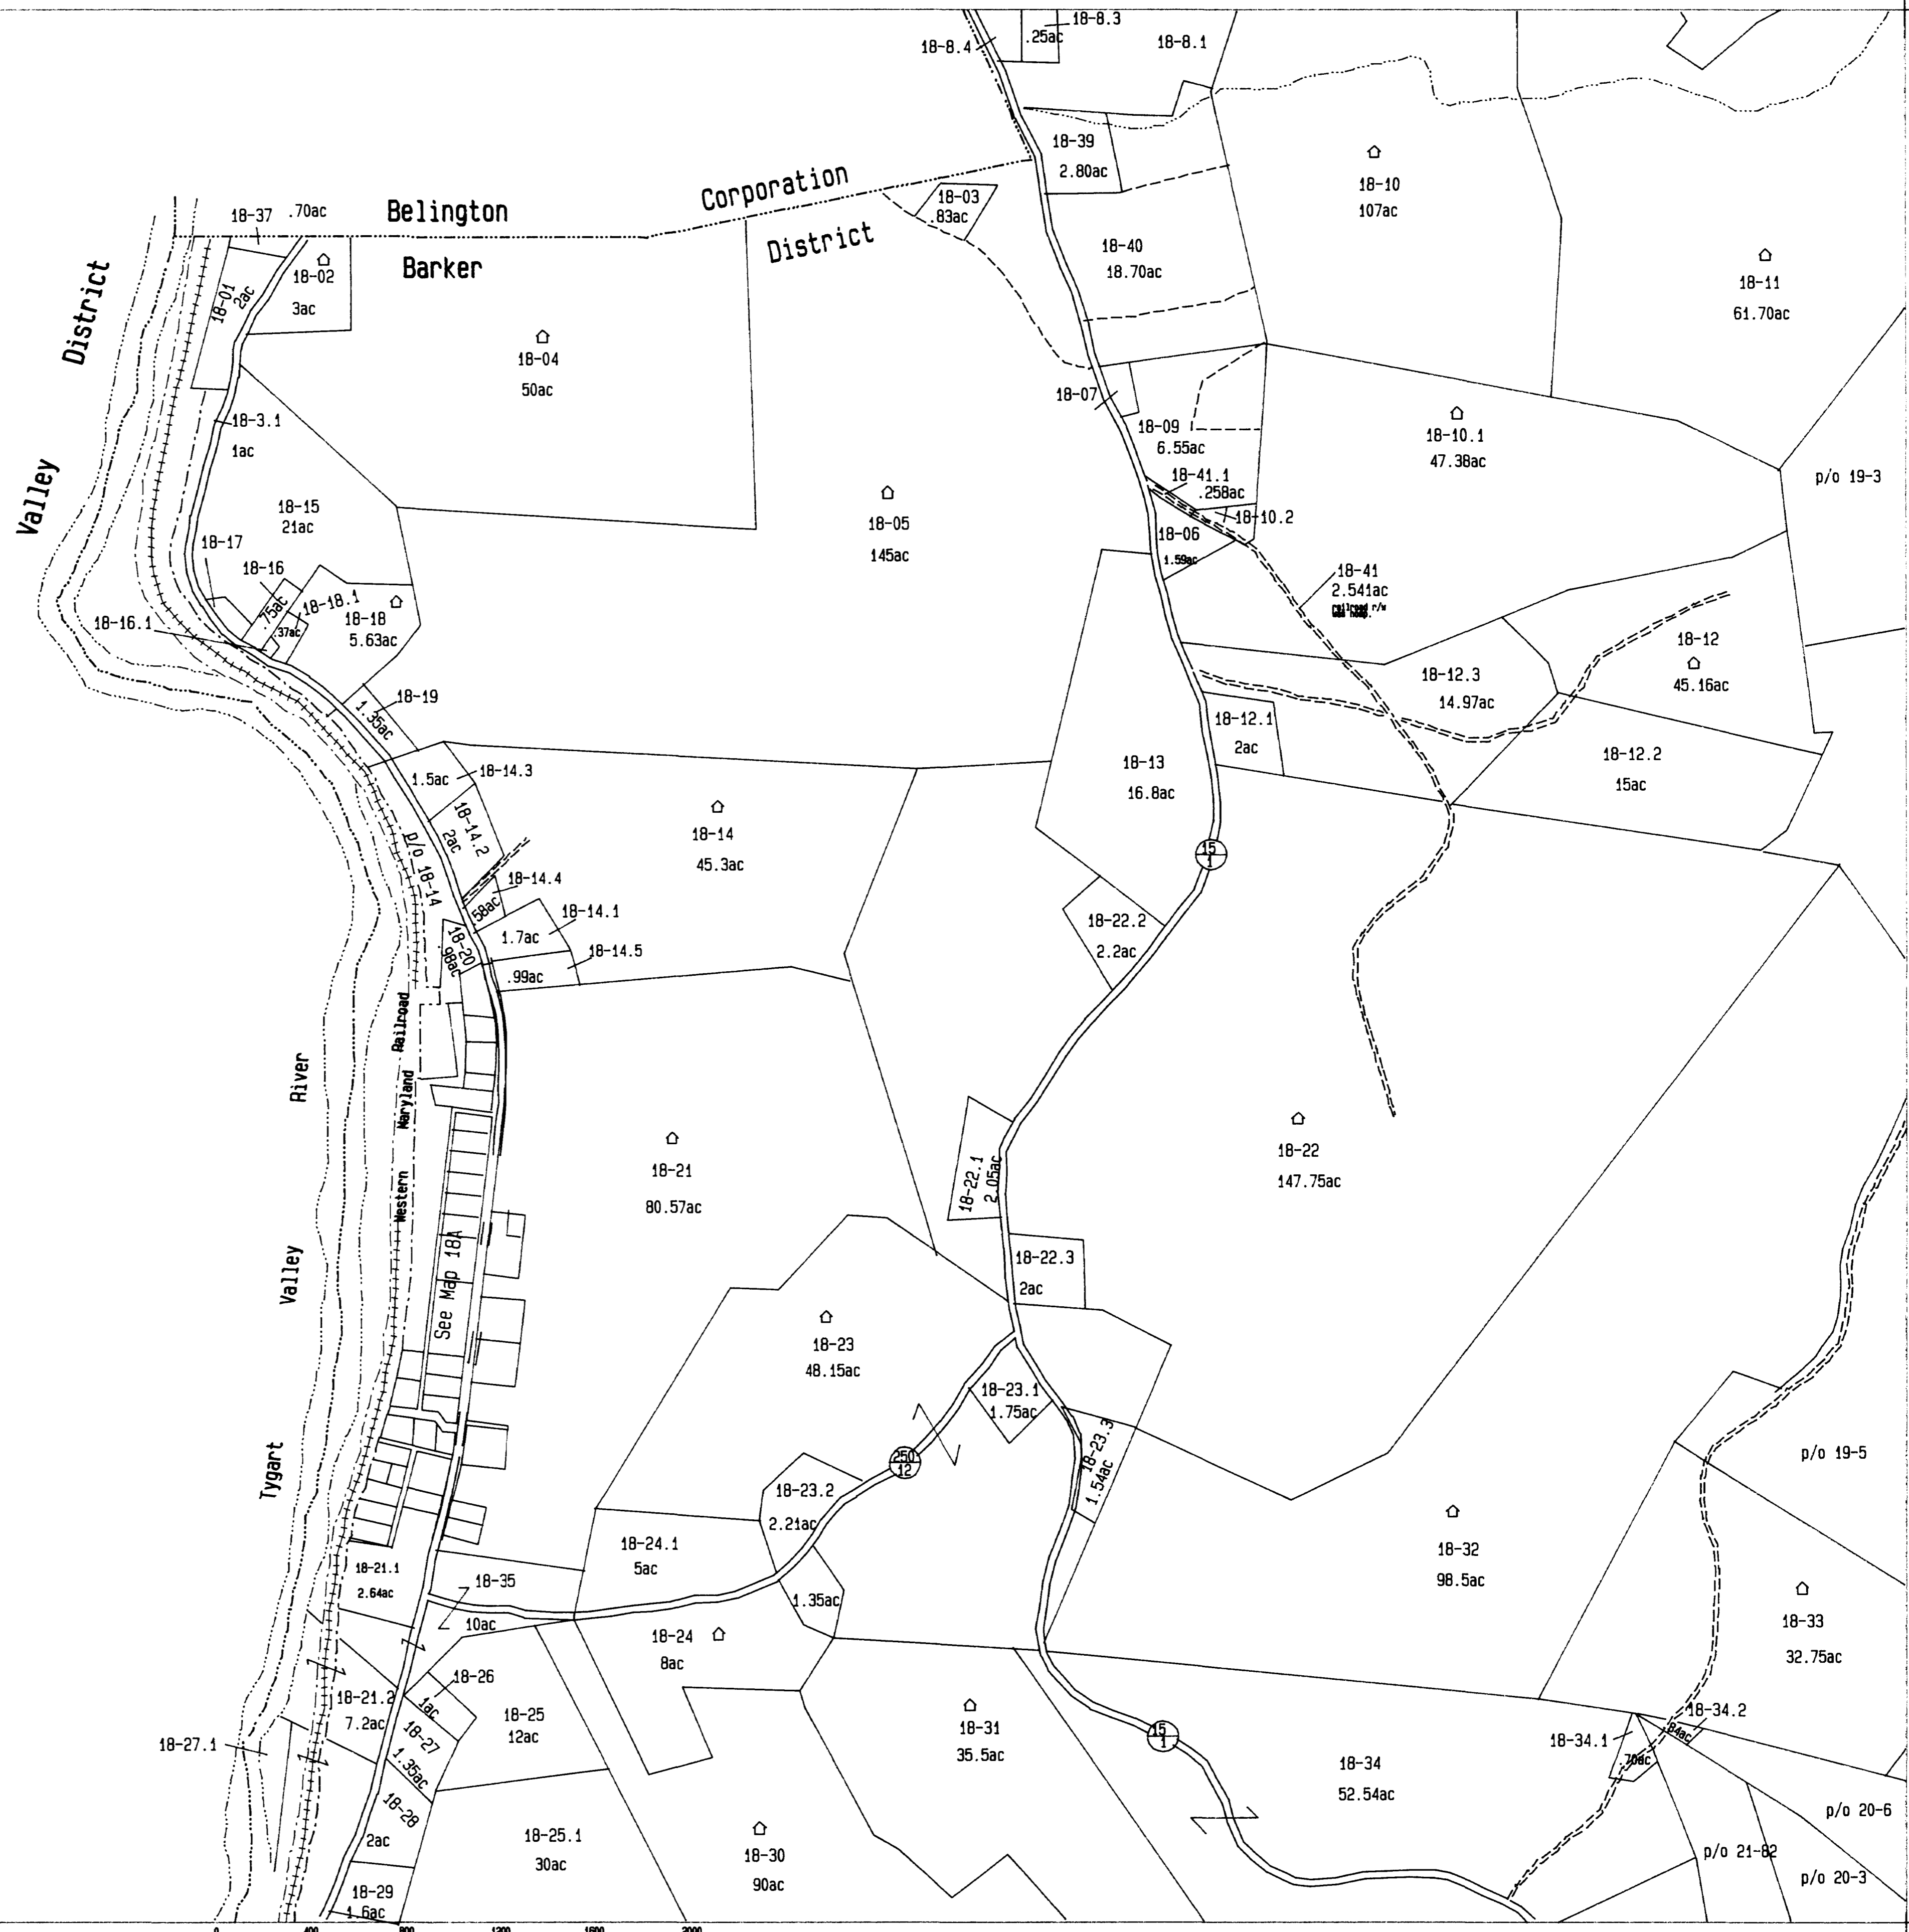 18-8.3
18-8.4
.25ac
18-8.1
18-39
2.80ac
18-10
107ac
Belington
Corporation
18-37
.70ac
18-03
.83ac
Barker
District
18-40
18.70ac
18-11
61.70ac
Valley District
18-01
2ac
18-02
3ac
18-04
50ac
18-3.1
1ac
18-07
18-09
6.55ac
18-10.1
47.38ac
p/o 19-3
18-41.1
.258ac
18-10.2
18-15
21ac
18-05
145ac
18-06
1.59ac
18-17
18-16
.75ac
18-18.1
.37ac
18-18
5.63ac
18-16.1
18-41
2.541ac
railroad r/w
18-12
45.16ac
18-12.3
14.97ac
18-19
1.35ac
18-12.1
2ac
18-12.2
15ac
18-13
16.8ac
1.5ac
18-14.3
18-14.2
2ac
18-14
45.3ac
p/o 18-14
15
1
18-14.4
.58ac
18-14.1
1.7ac
18-14.5
.99ac
18-20
.98ac
18-22.2
2.2ac
Western Maryland Railroad
Tygart Valley River
18-21
80.57ac
18-22.1
2.05ac
18-22
147.75ac
See Map 18A
18-22.3
2ac
18-23
48.15ac
18-23.1
1.75ac
18-23.3
1.54ac
p/o 19-5
250
12
18-23.2
2.21ac
18-32
98.5ac
18-24.1
5ac
18-21.1
2.64ac
18-35
10ac
1.35ac
18-33
32.75ac
18-24
8ac
18-26
1ac
18-21.2
7.2ac
18-25
12ac
18-27
1.35ac
18-27.1
18-31
35.5ac
15
1
18-34.2
.84ac
18-34.1
.70ac
18-34
52.54ac
18-28
2ac
p/o 20-6
18-25.1
30ac
18-30
90ac
p/o 21-82
p/o 20-3
18-29
1.6ac
0 400 800 1200 1600 2000